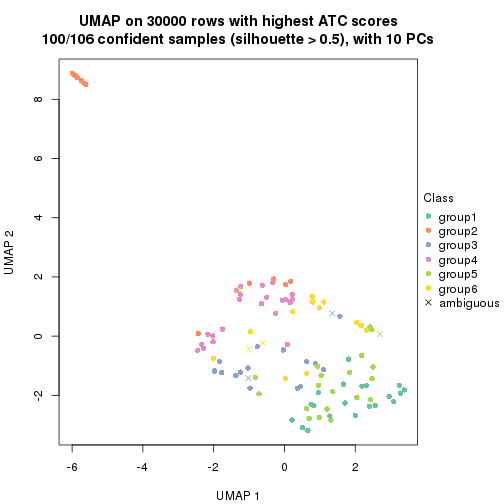 UMAP on 30000 rows with highest ATC scores
100/106 confident samples (silhouette > 0.5), with 10 PCs
8
6
4
2
0
-2
UMAP 2
-6
-4
-2
0
2
UMAP 1
Class
group1
group2
group3
group4
group5
group6
ambiguous